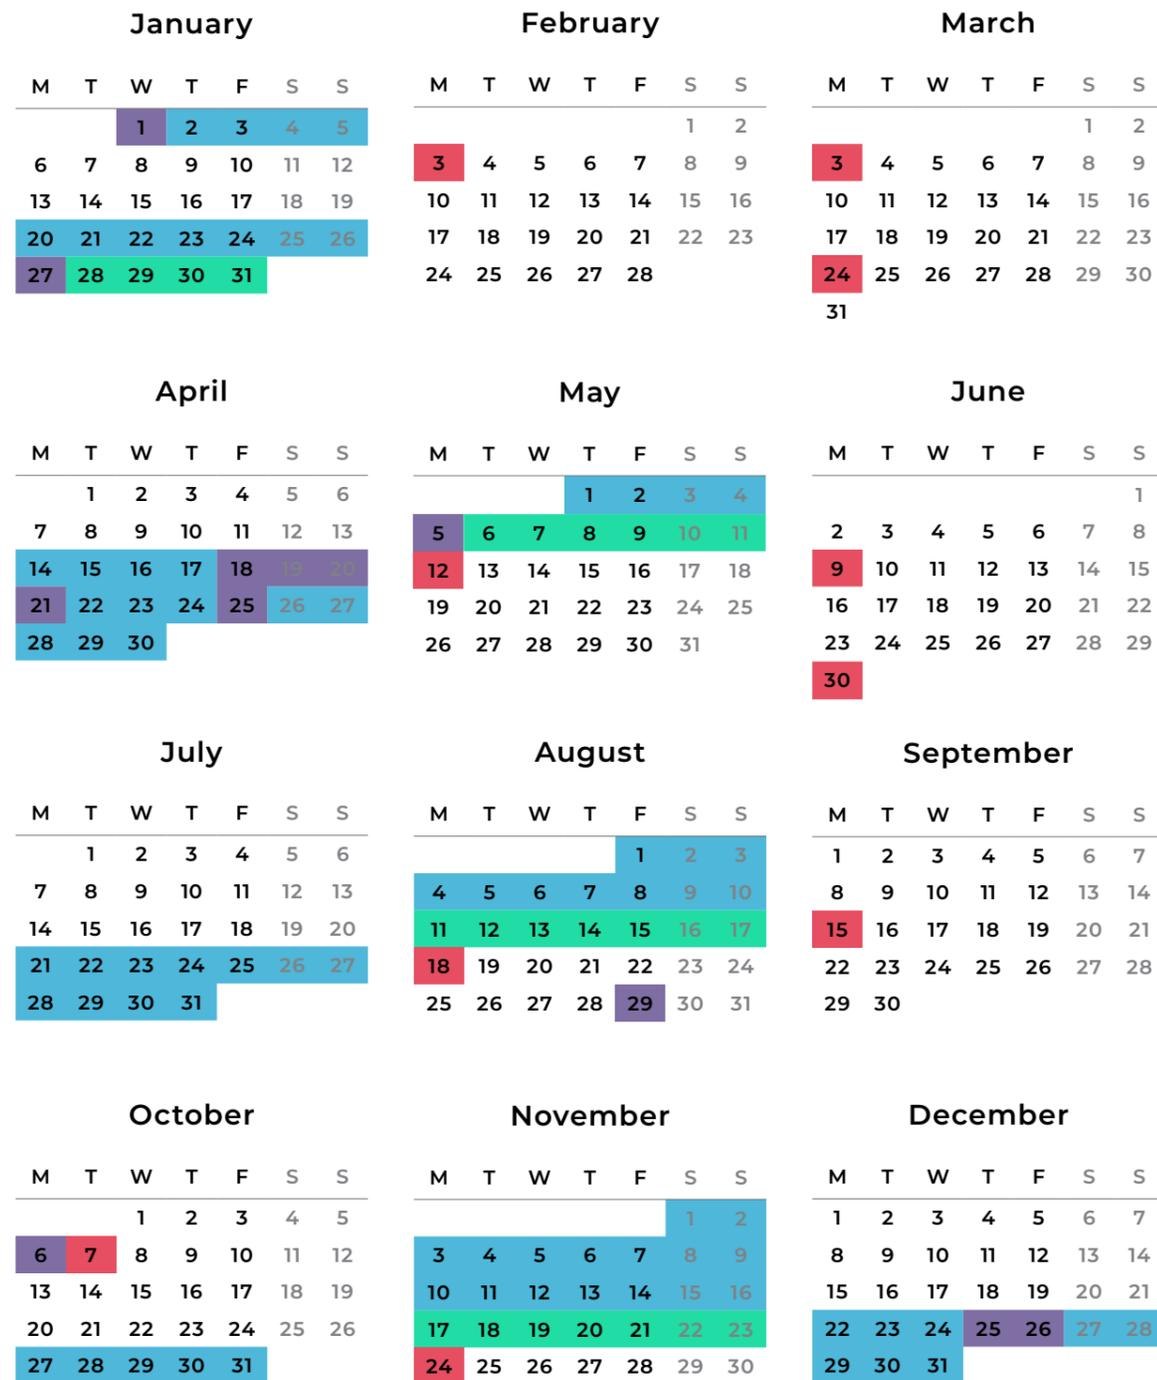 January
M T W T F S S
1 2 3 4 5
6 7 8 9 10 11 12
13 14 15 16 17 18 19
20 21 22 23 24 25 26
27 28 29 30 31
February
M T W T F S S
1 2
3 4 5 6 7 8 9
10 11 12 13 14 15 16
17 18 19 20 21 22 23
24 25 26 27 28
March
M T W T F S S
1 2
3 4 5 6 7 8 9
10 11 12 13 14 15 16
17 18 19 20 21 22 23
24 25 26 27 28 29 30
31
April
M T W T F S S
1 2 3 4 5 6
7 8 9 10 11 12 13
14 15 16 17 18 19 20
21 22 23 24 25 26 27
28 29 30
May
M T W T F S S
1 2 3 4
5 6 7 8 9 10 11
12 13 14 15 16 17 18
19 20 21 22 23 24 25
26 27 28 29 30 31
June
M T W T F S S
1
2 3 4 5 6 7 8
9 10 11 12 13 14 15
16 17 18 19 20 21 22
23 24 25 26 27 28 29
30
July
M T W T F S S
1 2 3 4 5 6
7 8 9 10 11 12 13
14 15 16 17 18 19 20
21 22 23 24 25 26 27
28 29 30 31
August
M T W T F S S
1 2 3
4 5 6 7 8 9 10
11 12 13 14 15 16 17
18 19 20 21 22 23 24
25 26 27 28 29 30 31
September
M T W T F S S
1 2 3 4 5 6 7
8 9 10 11 12 13 14
15 16 17 18 19 20 21
22 23 24 25 26 27 28
29 30
October
M T W T F S S
1 2 3 4 5
6 7 8 9 10 11 12
13 14 15 16 17 18 19
20 21 22 23 24 25 26
27 28 29 30 31
November
M T W T F S S
1 2
3 4 5 6 7 8 9
10 11 12 13 14 15 16
17 18 19 20 21 22 23
24 25 26 27 28 29 30
December
M T W T F S S
1 2 3 4 5 6 7
8 9 10 11 12 13 14
15 16 17 18 19 20 21
22 23 24 25 26 27 28
29 30 31